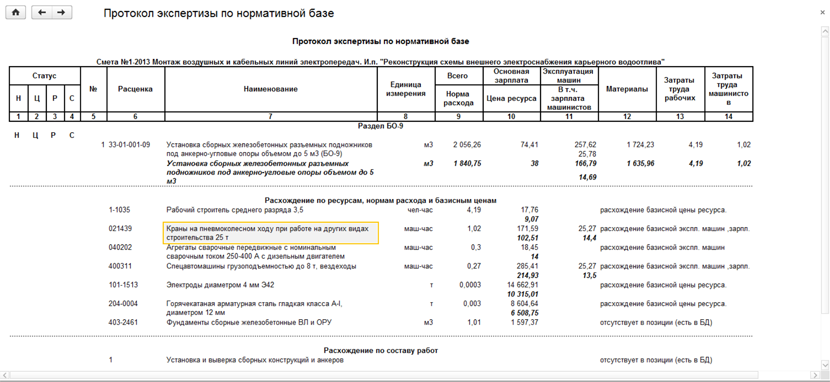 Протокол экспертизы по нормативной базе
Протокол экспертизы по нормативной базе
Смета №1-2013 Монтаж воздушных и кабельных линий электропередач. И.п. "Реконструкция схемы внешнего электроснабжения карьерного водоотлива"
Статус № Расценка Наименование Единица измерения Всего Основная зарплата Эксплуатация машин Материалы Затраты труда рабочих Затраты труда машинистов
Н Ц Р С Норма расхода Цена ресурса В т.ч. зарплата машинистов
1 2 3 4 5 6 7 8 9 10 11 12 13 14
Раздел БО-9
Н Ц Р С
1 33-01-001-09 Установка сборных железобетонных разъемных подножников м3 2 056,26 74,41 257,62 1 724,23 4,19 1,02
под анкерно-угловые опоры объемом до 5 м3 (БО-9) 25,78
Установка сборных железобетонных разъемных м3 1 840,75 38 166,79 1 635,96 4,19 1,02
подножников под анкерно-угловые опоры объемом до 5
м3 14,69
Расхождение по ресурсам, нормам расхода и базисным ценам
1-1035 Рабочий строитель среднего разряда 3,5 чел-час 4,19 17,76 расхождение базисной цены ресурса.
9,07
021439 Краны на пневмоколесном ходу при работе на других видах маш-час 1,02 171,59 25,27 расхождение базисной экспл. машин ,зарпл.
строительства 25 т 102,51 14,4
040202 Агрегаты сварочные передвижные с номинальным маш-час 0,3 18,45 расхождение базисной экспл. машин
сварочным током 250-400 А с дизельным двигателем 14
400311 Спецавтомашины грузоподъемностью до 8 т, вездеходы маш-час 0,27 285,41 25,27 расхождение базисной экспл. машин ,зарпл.
214,93 13,5
101-1513 Электроды диаметром 4 мм Э42 т 0,0003 14 662,91 расхождение базисной цены ресурса.
10 315,01
204-0004 Горячекатаная арматурная сталь гладкая класса А-I, т 0,003 8 604,64 расхождение базисной цены ресурса.
диаметром 12 мм 6 508,75
403-2461 Фундаменты сборные железобетонные ВЛ и ОРУ м3 1,01 1 597,37 отсутствует в позиции (есть в БД)
Расхождение по составу работ
1 Установка и выверка сборных конструкций и анкеров отсутствует в позиции (есть в БД)